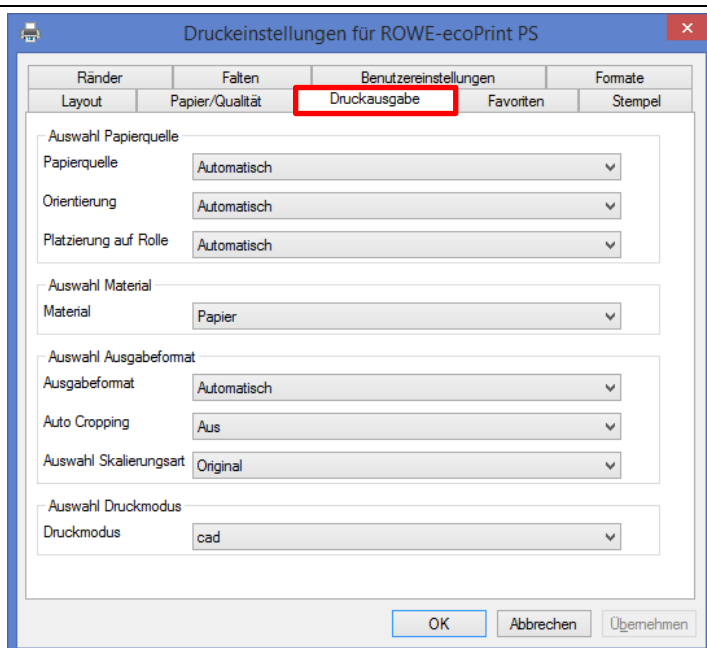 Druckeinstellungen für ROWE-ecoPrint PS
Ränder Falten Benutzereinstellungen Formate
Layout Papier/Qualität Druckausgabe Favoriten Stempel
Auswahl Papierquelle
Papierquelle Automatisch
Orientierung Automatisch
Platzierung auf Rolle Automatisch
Auswahl Material
Material Papier
Auswahl Ausgabeformat
Ausgabeformat Automatisch
Auto Cropping Aus
Auswahl Skalierungsart Original
Auswahl Druckmodus
Druckmodus cad
OK Abbrechen Übernehmen